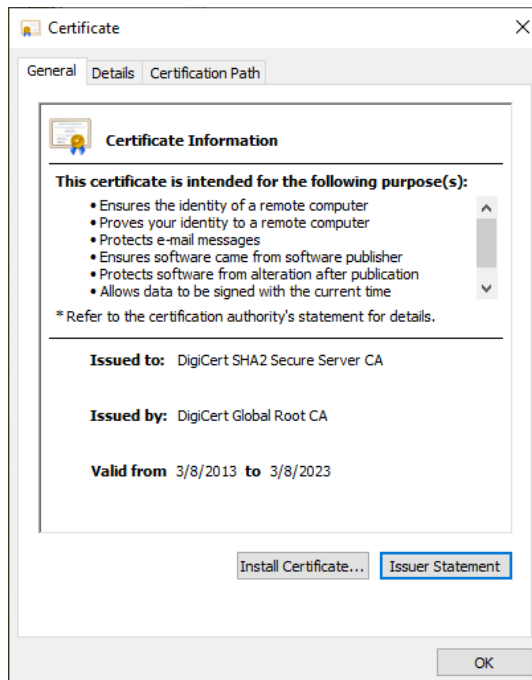 Certificate
General
Details
Certification Path
Certificate Information
This certificate is intended for the following purpose(s):
• Ensures the identity of a remote computer
• Proves your identity to a remote computer
• Protects e-mail messages
• Ensures software came from software publisher
• Protects software from alteration after publication
• Allows data to be signed with the current time
* Refer to the certification authority's statement for details.
Issued to: DigiCert SHA2 Secure Server CA
Issued by: DigiCert Global Root CA
Valid from 3/8/2013 to 3/8/2023
Install Certificate...
Issuer Statement
OK